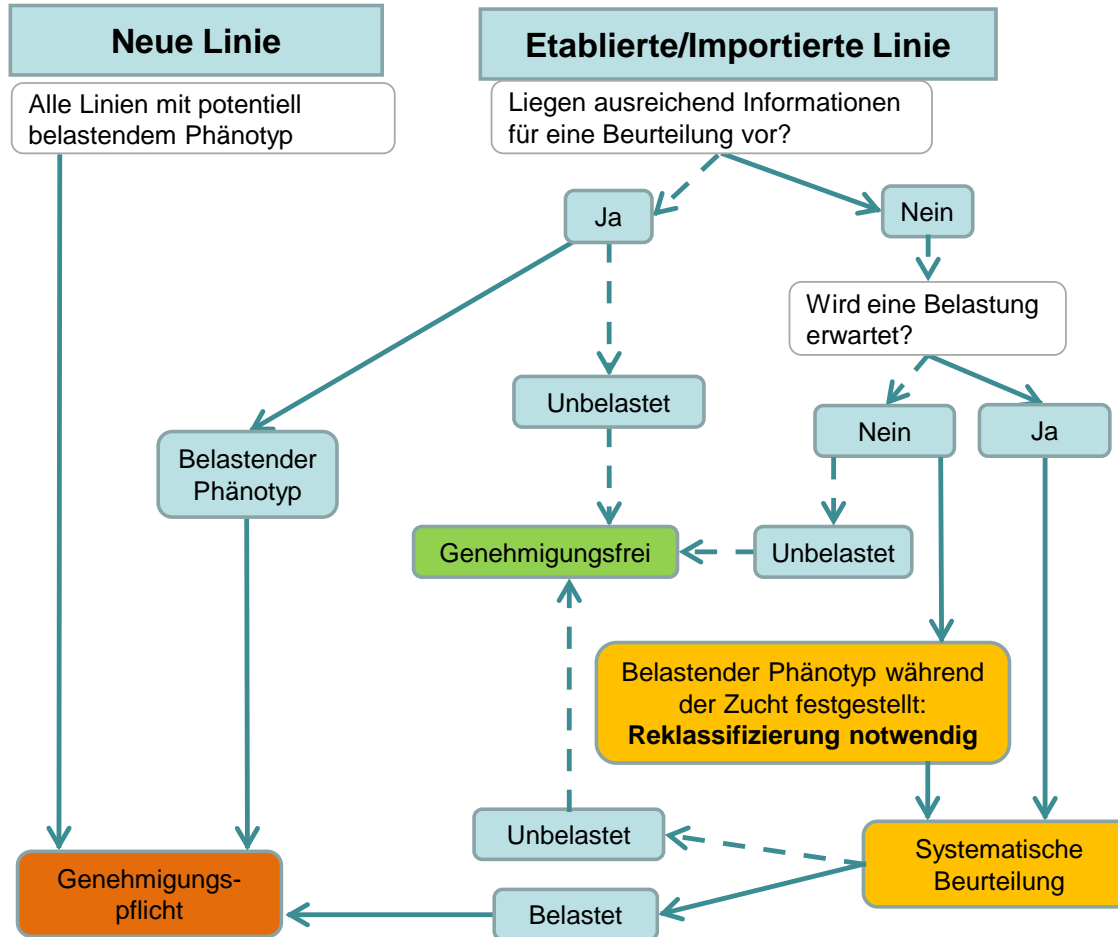 Neue Linie
Etablierte/Importierte Linie
Alle Linien mit potentiell
belastendem Phänotyp
Liegen ausreichend Informationen
für eine Beurteilung vor?
Ja
Nein
Wird eine Belastung
erwartet?
Unbelastet
Nein
Ja
Belastender
Phänotyp
Genehmigungsfrei
Unbelastet
Belastender Phänotyp während
der Zucht festgestellt:
Reklassifizierung notwendig
Unbelastet
Systematische
Beurteilung
Genehmigungs-
pflicht
Belastet